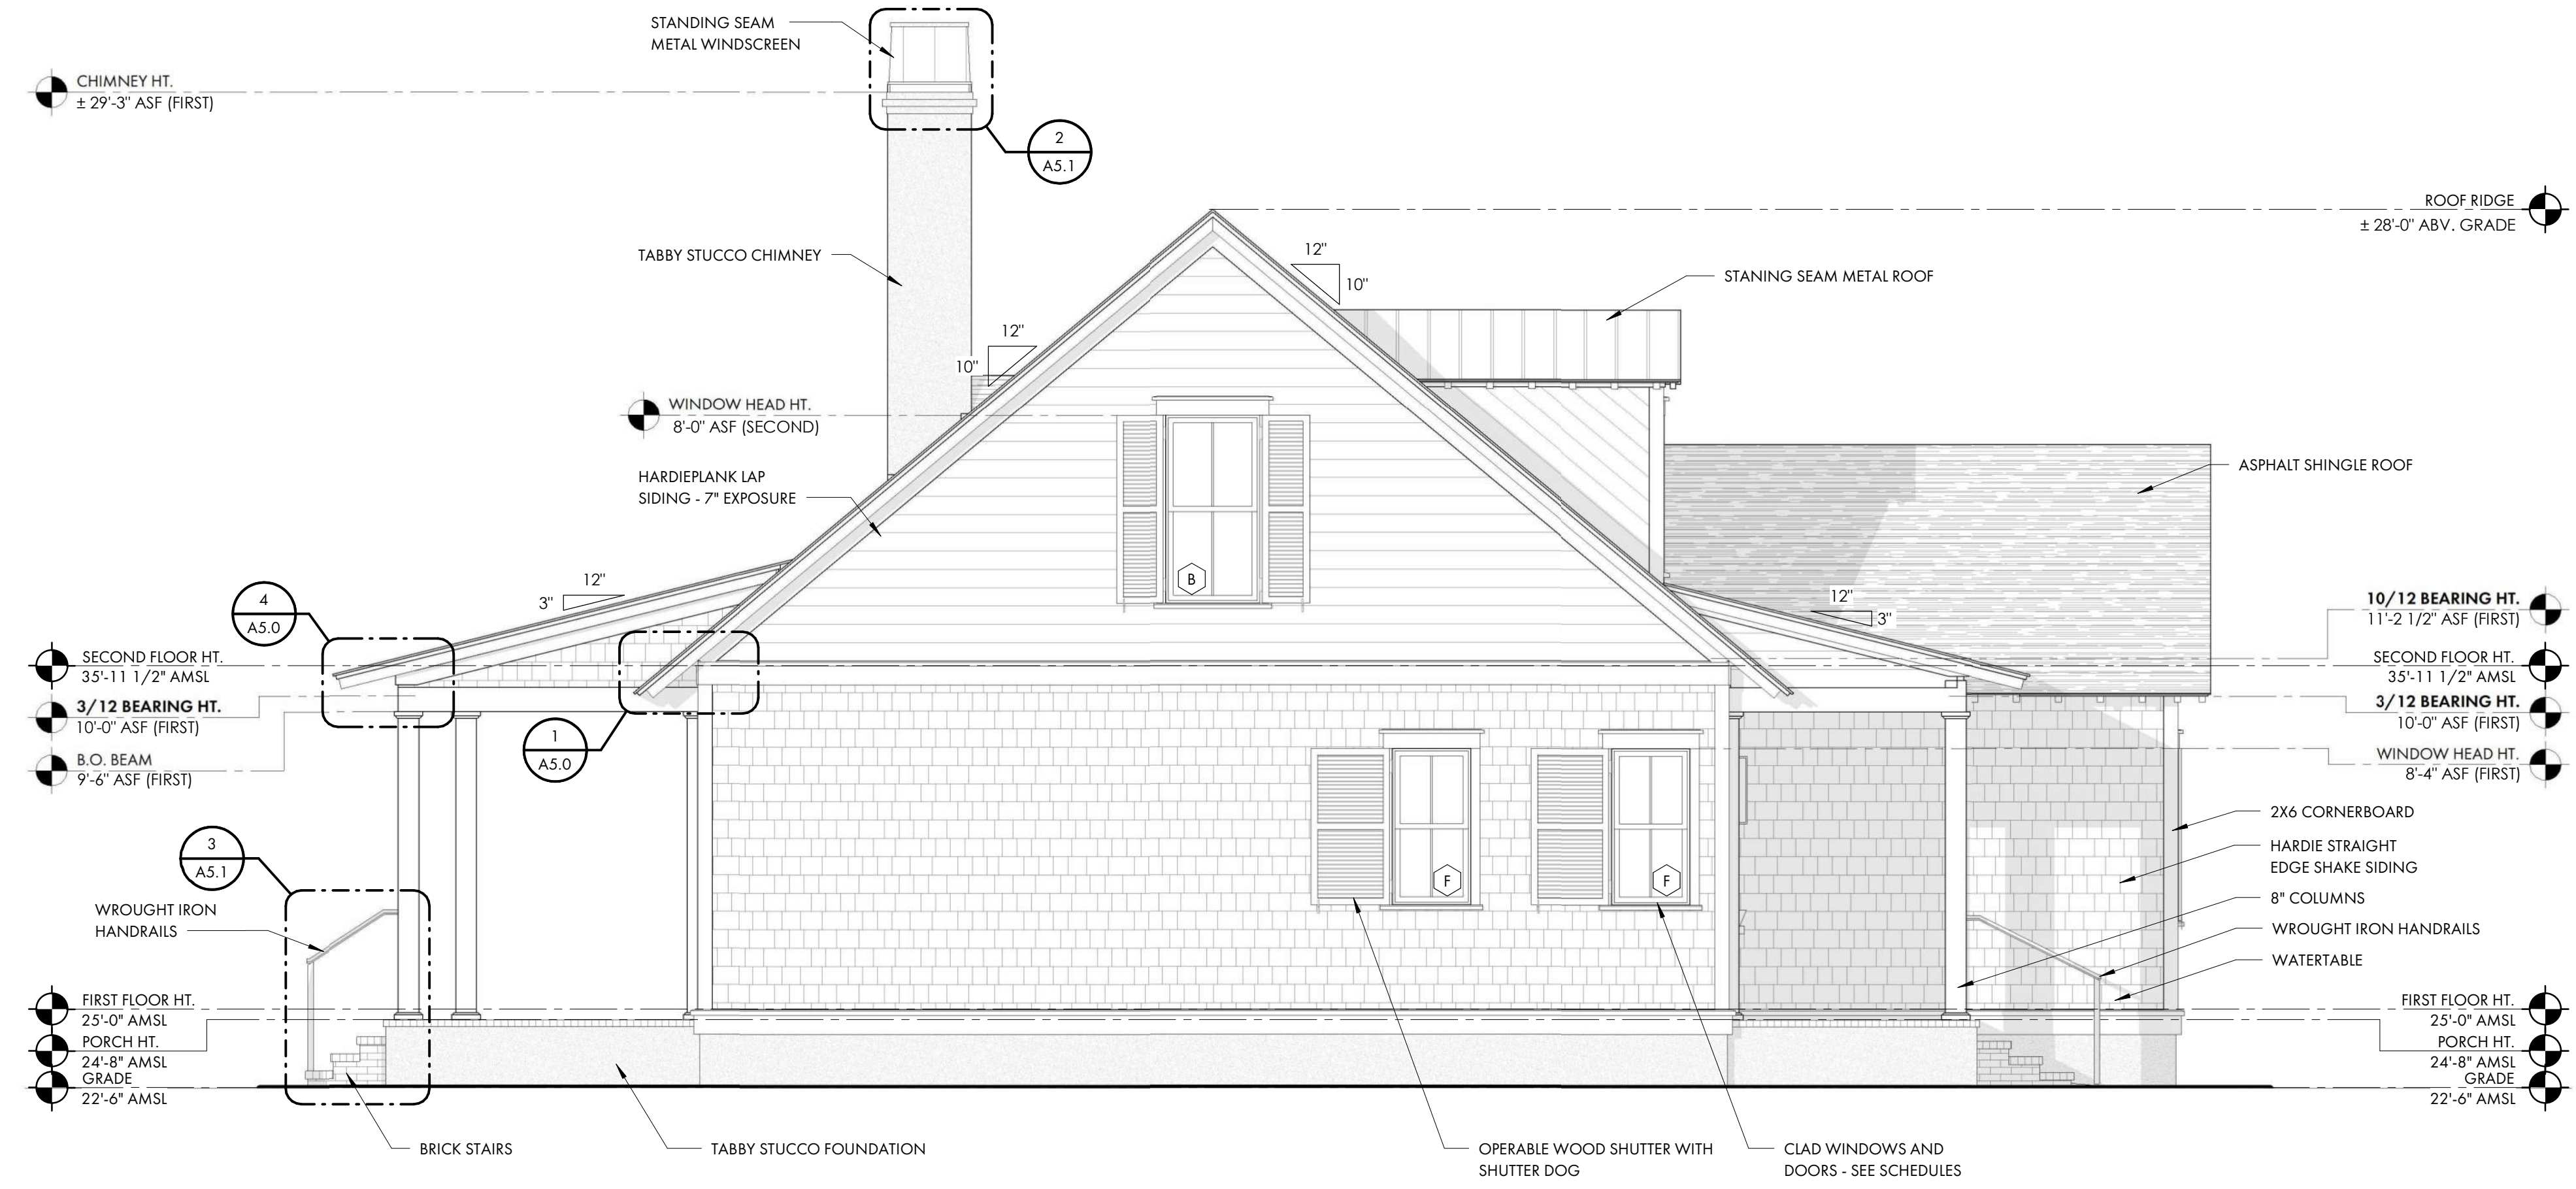 STANDING SEAM
METAL WINDSCREEN
CHIMNEY HT.
± 29'-3" ASF (FIRST)
2
A5.1
ROOF RIDGE
± 28'-0" ABV. GRADE
TABBY STUCCO CHIMNEY
12"
10"
STANING SEAM METAL ROOF
12"
10"
WINDOW HEAD HT.
8'-0" ASF (SECOND)
HARDIEPLANK LAP
SIDING - 7" EXPOSURE
ASPHALT SHINGLE ROOF
B
12"
3"
4
A5.0
12"
3"
10/12 BEARING HT.
11'-2 1/2" ASF (FIRST)
SECOND FLOOR HT.
35'-11 1/2" AMSL
SECOND FLOOR HT.
35'-11 1/2" AMSL
3/12 BEARING HT.
10'-0" ASF (FIRST)
3/12 BEARING HT.
10'-0" ASF (FIRST)
1
A5.0
B.O. BEAM
9'-6" ASF (FIRST)
WINDOW HEAD HT.
8'-4" ASF (FIRST)
2X6 CORNERBOARD
3
A5.1
HARDIE STRAIGHT
EDGE SHAKE SIDING
F
F
8" COLUMNS
WROUGHT IRON
HANDRAILS
WROUGHT IRON HANDRAILS
WATERTABLE
FIRST FLOOR HT.
25'-0" AMSL
FIRST FLOOR HT.
25'-0" AMSL
PORCH HT.
24'-8" AMSL
PORCH HT.
24'-8" AMSL
GRADE
22'-6" AMSL
GRADE
22'-6" AMSL
BRICK STAIRS
TABBY STUCCO FOUNDATION
OPERABLE WOOD SHUTTER WITH
SHUTTER DOG
CLAD WINDOWS AND
DOORS - SEE SCHEDULES